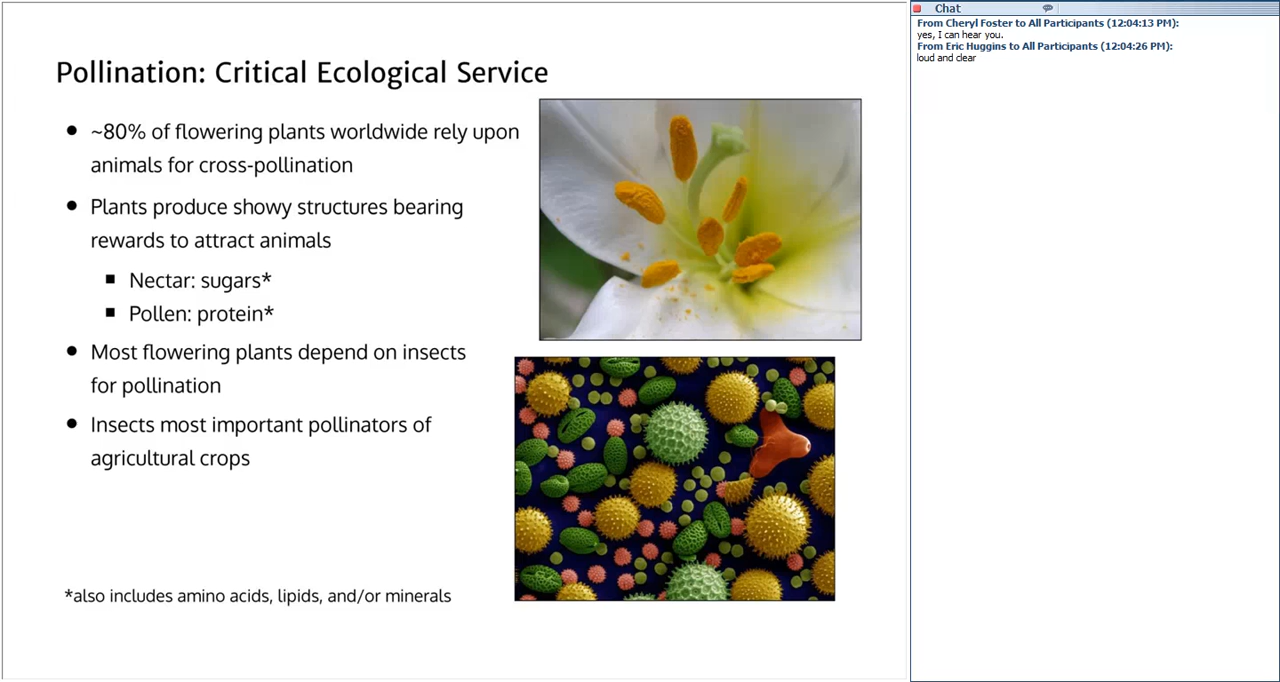 Pollination: Critical Ecological Service
• ~80% of flowering plants worldwide rely upon
animals for cross-pollination
• Plants produce showy structures bearing
rewards to attract animals
▪ Nectar: sugars*
▪ Pollen: protein*
• Most flowering plants depend on insects
for pollination
• Insects most important pollinators of
agricultural crops
*also includes amino acids, lipids, and/or minerals
Chat
From Cheryl Foster to All Participants (12:04:13 PM):
yes, I can hear you.
From Eric Huggins to All Participants (12:04:26 PM):
loud and clear